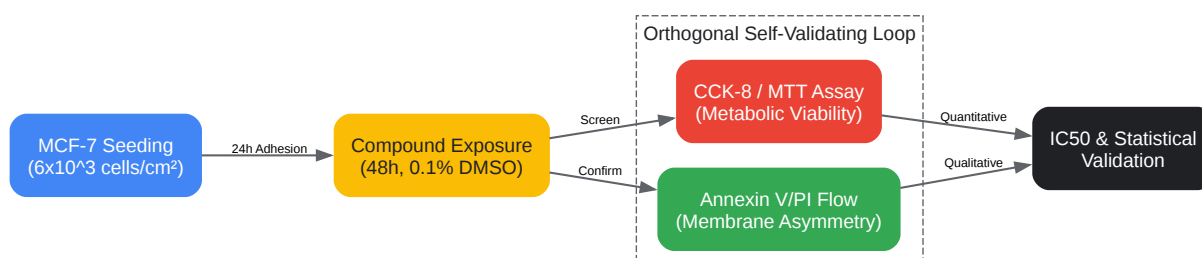 Orthogonal Self-Validating Loop
MCF-7 Seeding
(6x10^3 cells/cm²)
24h Adhesion
Compound Exposure
(48h, 0.1% DMSO)
Screen
Confirm
CCK-8 / MTT Assay
(Metabolic Viability)
Annexin V/PI Flow
(Membrane Asymmetry)
Quantitative
Qualitative
IC50 & Statistical
Validation